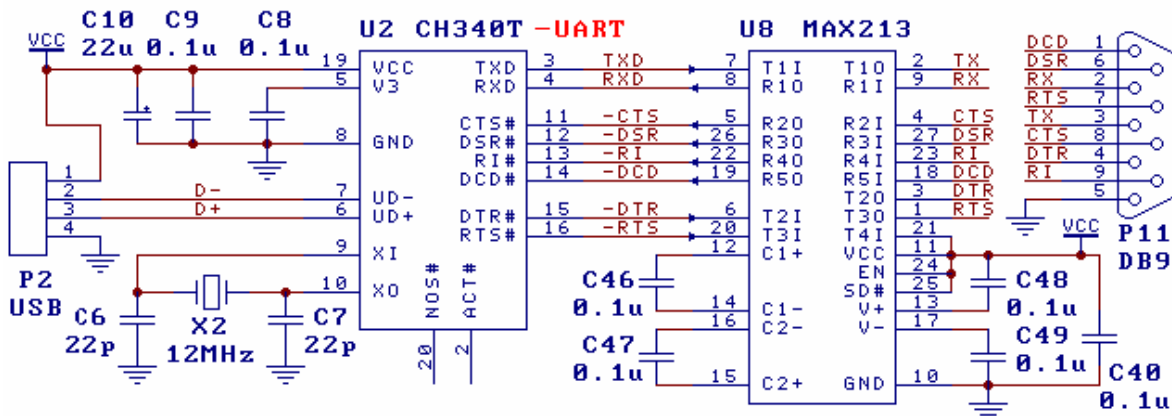 C10 C9 C8 U2 CH340T -UART U8 MAX213
VCC 22u 0.1u 0.1u
DCD 1
DSR 6
RX 2
RTS 7
TX 3
CTS 8
DTR 4
RI 9
5
P11
DB9
19 VCC TXD 3 TXD 7 T1I T1O 2 TX
5 V3 RXD 4 RXD 8 R1O R1I 9 RX
CTS# 11 -CTS 5 R2O R2I 4 CTS
8 GND DSR# 12 -DSR 26 R3O R3I 27 DSR
RI# 13 -RI 22 R4O R4I 23 RI
DCD# 14 -DCD 19 R5O R5I 18 DCD
T2O 3 DTR
1
2 D- 7 UD-
3 D+ 6 UD+
4
DTR# 15 -DTR 6 T2I T3O 1 RTS
RTS# 16 -RTS 20 T3I T4I 21
9 XI 12 C1+ VCC 11 VCC
EN 24
10 XO SD# 25
NOS# ACT#
20 2
P2
USB
C6
22p
X2
12MHz
C7
22p
C46
0.1u
14 C1- V+ 13
16 C2- V- 17
C47
0.1u
15 C2+ GND 10
C48
0.1u
C49
0.1u
C40
0.1u